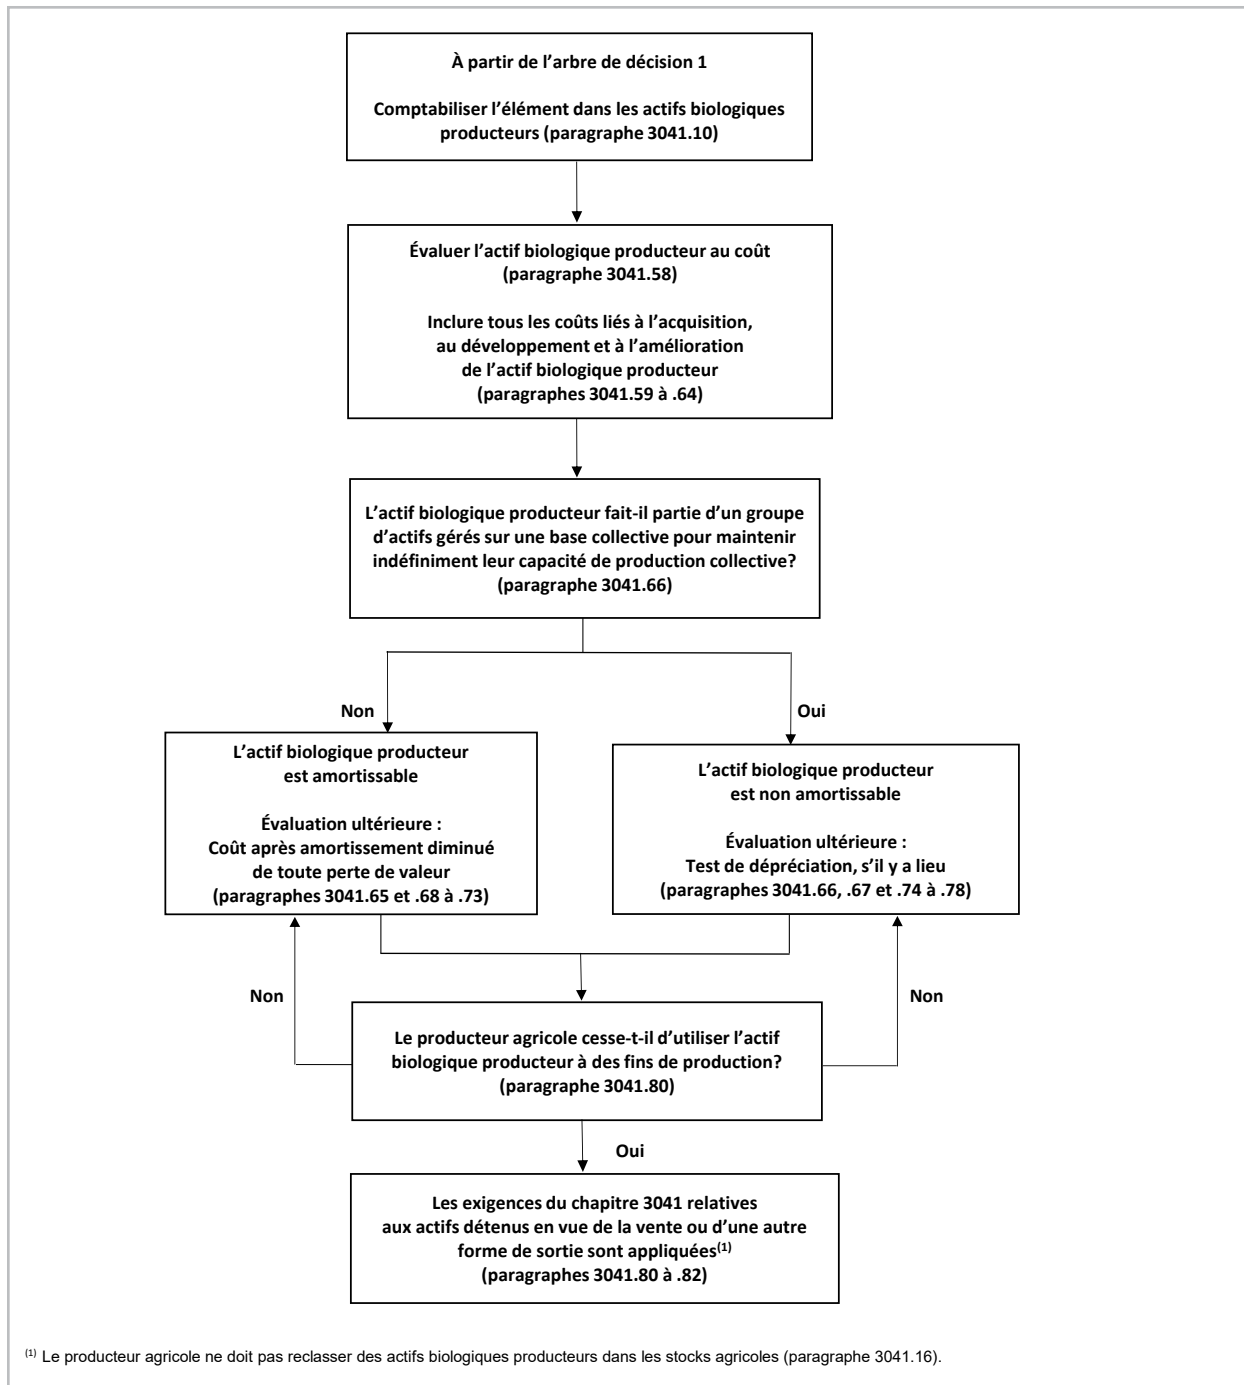 À partir de l’arbre de décision 1
Comptabiliser l’élément dans les actifs biologiques
producteurs (paragraphe 3041.10)
Évaluer l’actif biologique producteur au coût
(paragraphe 3041.58)
Inclure tous les coûts liés à l’acquisition,
au développement et à l’amélioration
de l’actif biologique producteur
(paragraphes 3041.59 à .64)
L’actif biologique producteur fait-il partie d’un groupe
d’actifs gérés sur une base collective pour maintenir
indéfiniment leur capacité de production collective?
(paragraphe 3041.66)
Non
Oui
L’actif biologique producteur
est amortissable
Évaluation ultérieure :
Coût après amortissement diminué
de toute perte de valeur
(paragraphes 3041.65 et .68 à .73)
L’actif biologique producteur
est non amortissable
Évaluation ultérieure :
Test de dépréciation, s’il y a lieu
(paragraphes 3041.66, .67 et .74 à .78)
Non
Non
Le producteur agricole cesse-t-il d’utiliser l’actif
biologique producteur à des fins de production?
(paragraphe 3041.80)
Oui
Les exigences du chapitre 3041 relatives
aux actifs détenus en vue de la vente ou d’une autre
forme de sortie sont appliquées(1)
(paragraphes 3041.80 à .82)
(1) Le producteur agricole ne doit pas reclasser des actifs biologiques producteurs dans les stocks agricoles (paragraphe 3041.16).